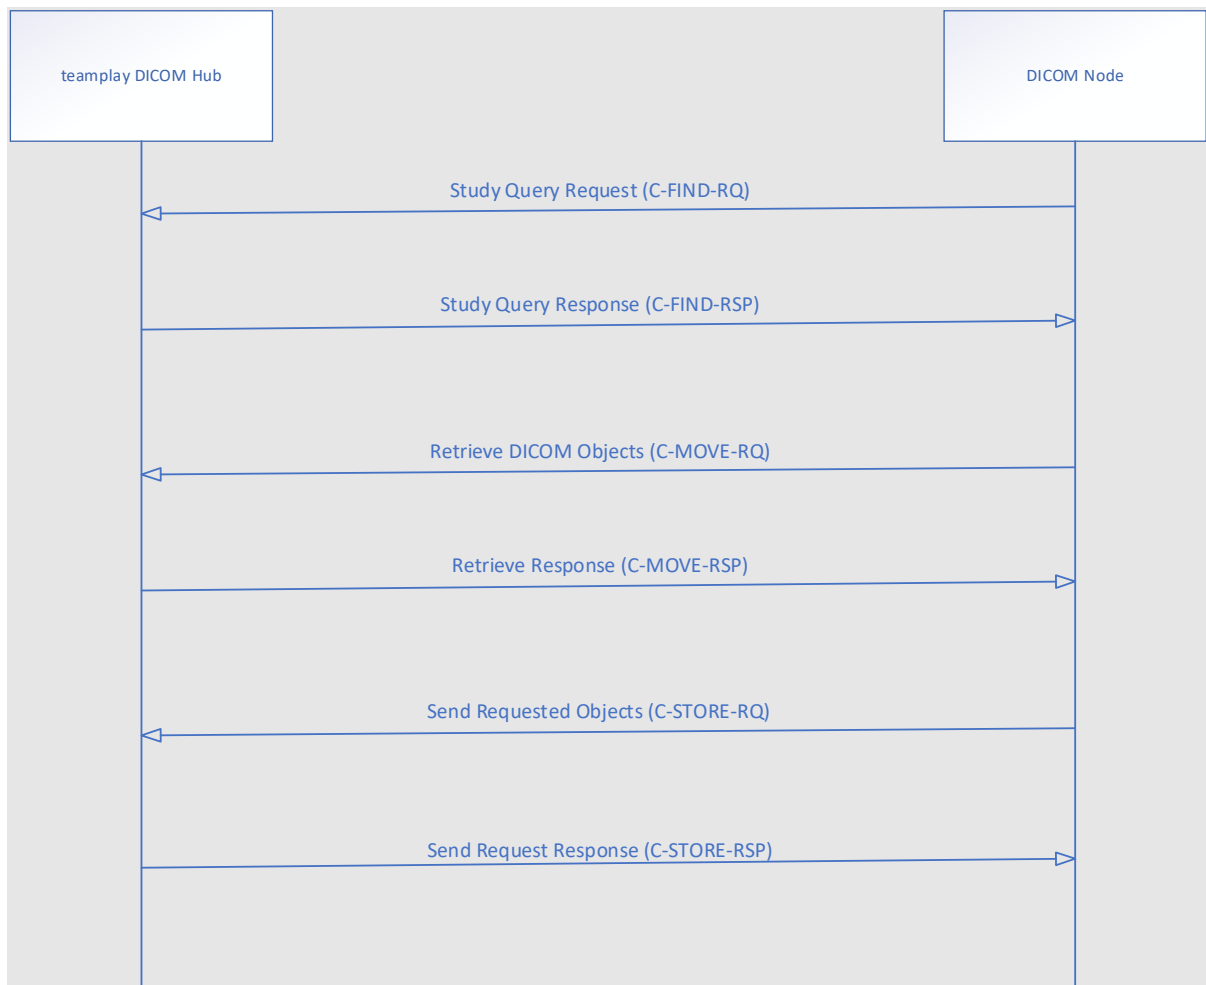 teamplay DICOM Hub
DICOM Node
Study Query Request (C-FIND-RQ)
Study Query Response (C-FIND-RSP)
Retrieve DICOM Objects (C-MOVE-RQ)
Retrieve Response (C-MOVE-RSP)
Send Requested Objects (C-STORE-RQ)
Send Request Response (C-STORE-RSP)